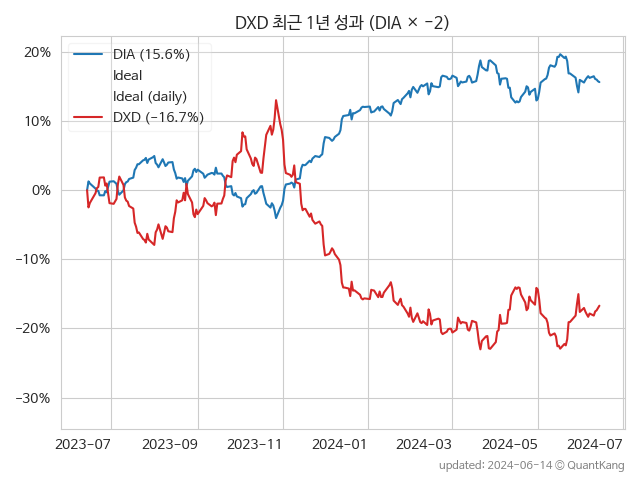 DXD 최근 1년 성과 (DIA × −2)
DIA (15.6%)
Ideal
Ideal (daily)
DXD (−16.7%)
20%
10%
0%
−10%
−20%
−30%
2023−07
2023−09
2023−11
2024−01
2024−03
2024−05
2024−07
updated: 2024−06−14 © QuantKang